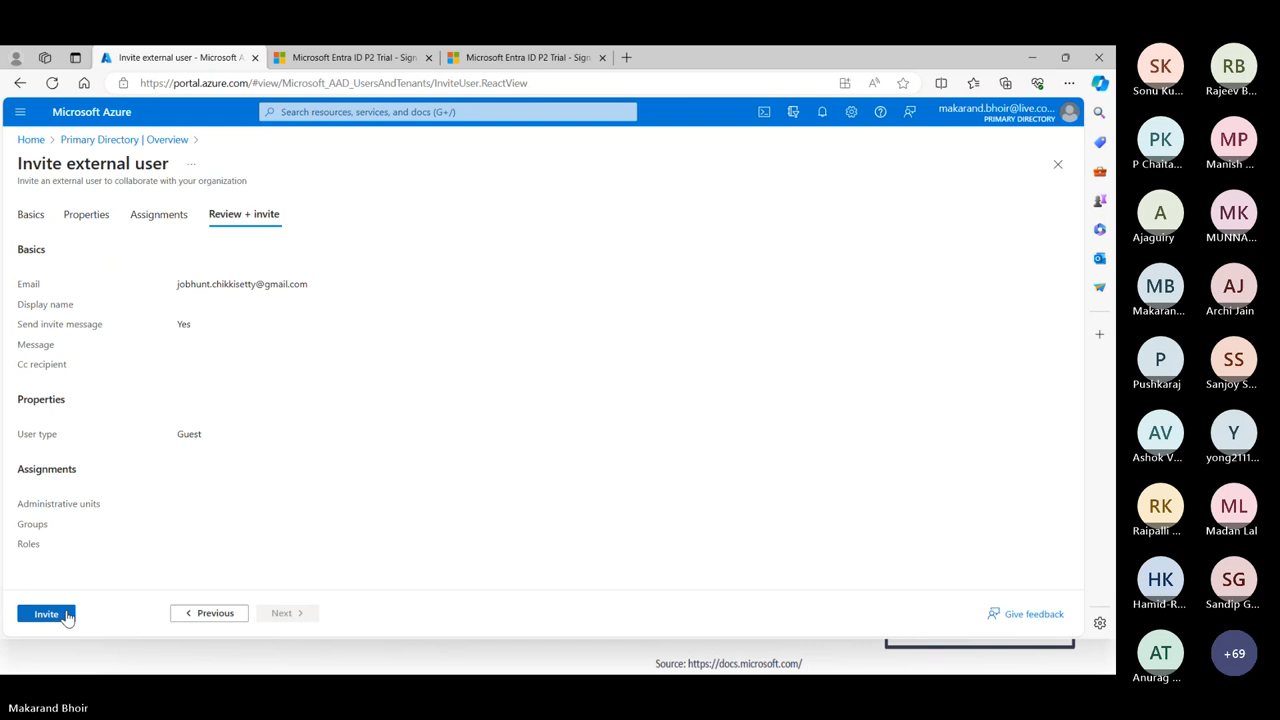 Invite external user - Microsoft A
Microsoft Entra ID P2 Trial - Sign
Microsoft Entra ID P2 Trial - Sign
https://portal.azure.com/#view/Microsoft_AAD_UsersAndTenants/InviteUser.ReactView
Microsoft Azure
Search resources, services, and docs (G+/)
makarand.bhoir@live.co...
PRIMARY DIRECTORY
Home > Primary Directory | Overview >
Invite external user ...
Invite an external user to collaborate with your organization
Basics Properties Assignments Review + invite
Basics
Email jobhunt.chikkisetty@gmail.com
Display name
Send invite message Yes
Message
Cc recipient
Properties
User type Guest
Assignments
Administrative units
Groups
Roles
Invite
< Previous
Next >
Give feedback
Source: https://docs.microsoft.com/
Makarand Bhoir
SK
Sonu Ku...
RB
Rajeev B...
PK
P Chaita...
MP
Manish ...
A
Ajaguiry
MK
MUNNA...
MB
Makaran...
AJ
Archi Jain
P
Pushkaraj
SS
Sanjoy S...
AV
Ashok V...
Y
yong2111...
RK
Raipalli ...
ML
Madan Lal
HK
Hamid-R...
SG
Sandip G...
AT
Anurag ...
+69